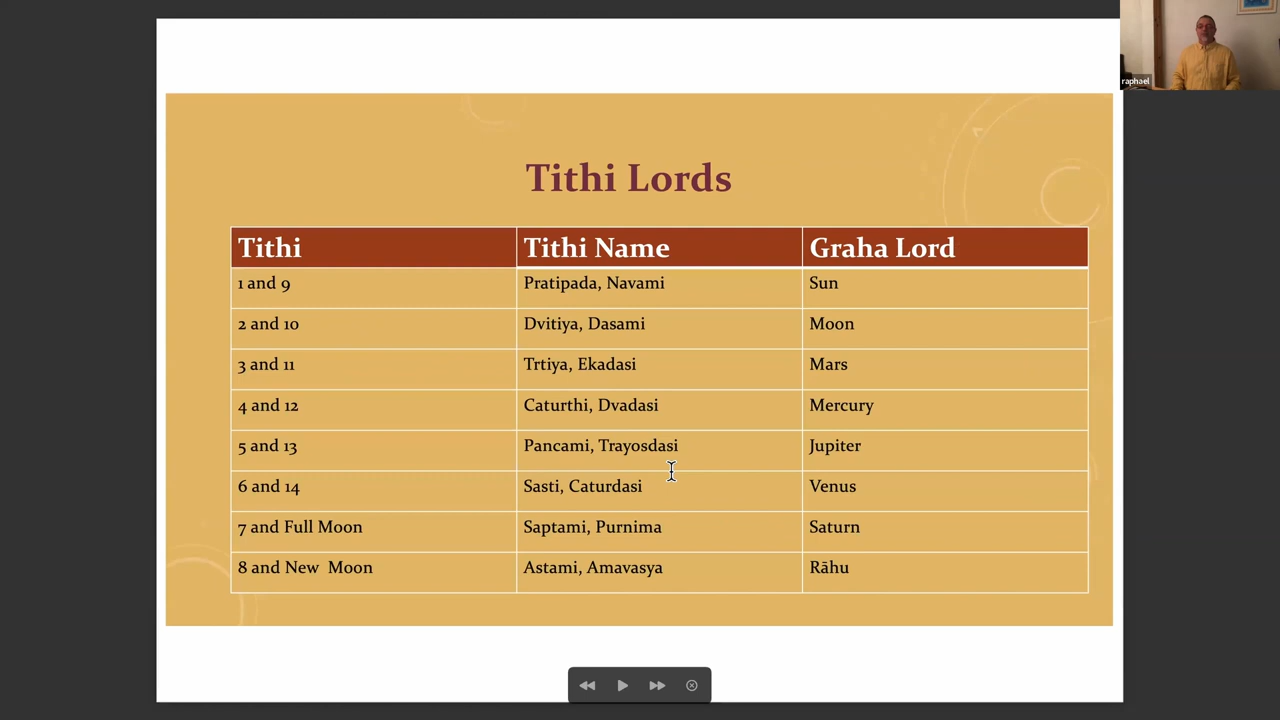 raphael
Tithi Lords
Tithi Tithi Name Graha Lord
1 and 9 Pratipada, Navami Sun
2 and 10 Dvitiya, Dasami Moon
3 and 11 Trtiya, Ekadasi Mars
4 and 12 Caturthi, Dvadasi Mercury
5 and 13 Pancami, Trayosdasi Jupiter
6 and 14 Sasti, Caturdasi Venus
7 and Full Moon Saptami, Purnima Saturn
8 and New  Moon Astami, Amavasya Rāhu